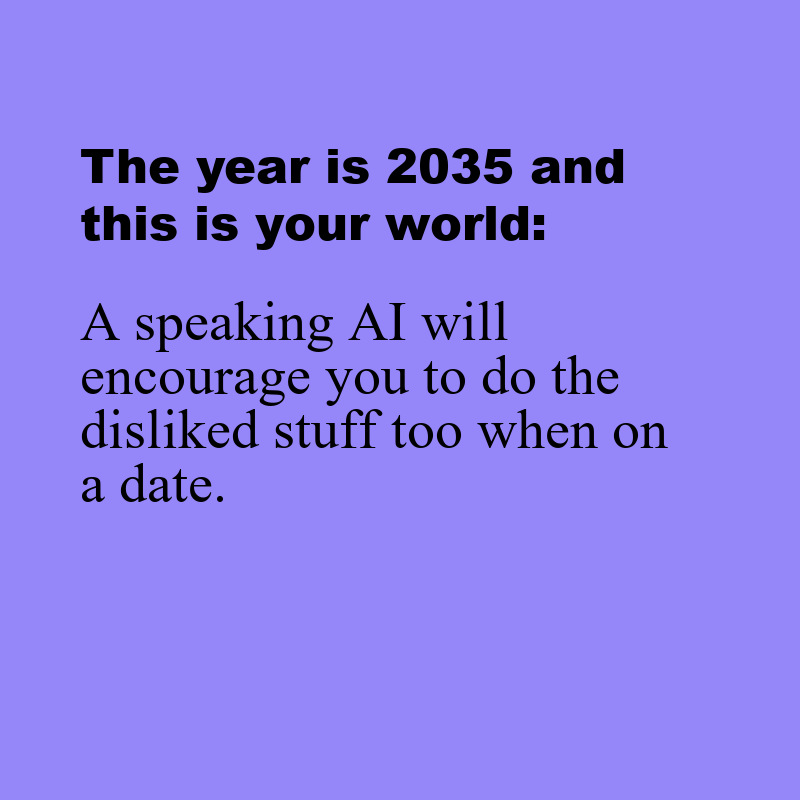 The year is 2035 and
this is your world:
A speaking AI will
encourage you to do the
disliked stuff too when on
a date.